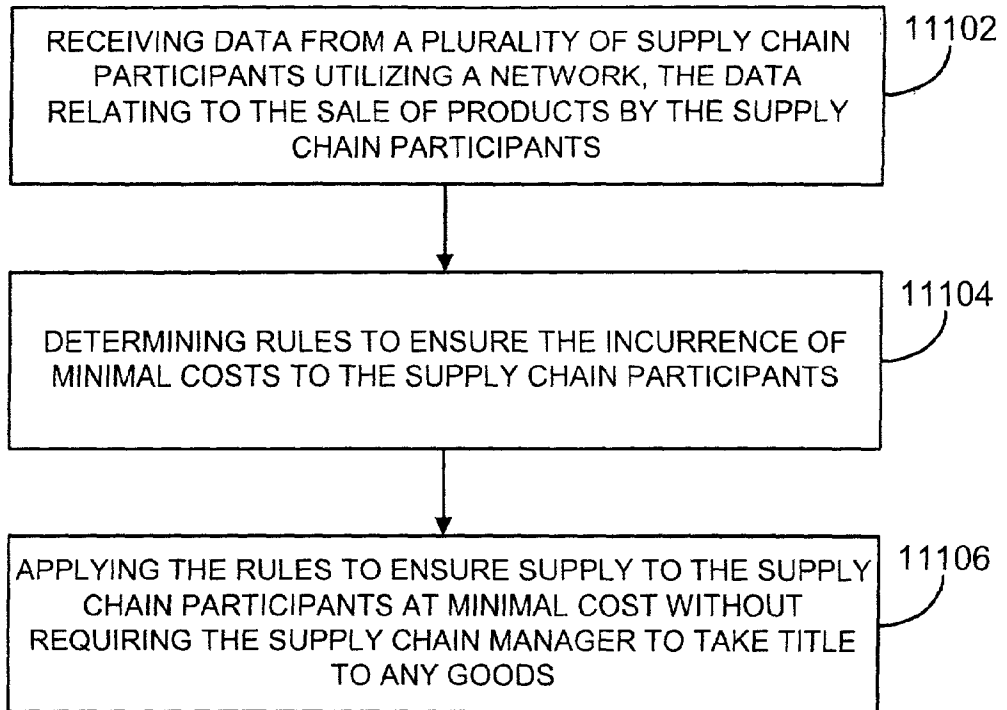 RECEIVING DATA FROM A PLURALITY OF SUPPLY CHAIN
PARTICIPANTS UTILIZING A NETWORK, THE DATA
RELATING TO THE SALE OF PRODUCTS BY THE SUPPLY
CHAIN PARTICIPANTS
11102
DETERMINING RULES TO ENSURE THE INCURRENCE OF
MINIMAL COSTS TO THE SUPPLY CHAIN PARTICIPANTS
11104
APPLYING THE RULES TO ENSURE SUPPLY TO THE SUPPLY
CHAIN PARTICIPANTS AT MINIMAL COST WITHOUT
REQUIRING THE SUPPLY CHAIN MANAGER TO TAKE TITLE
TO ANY GOODS
11106